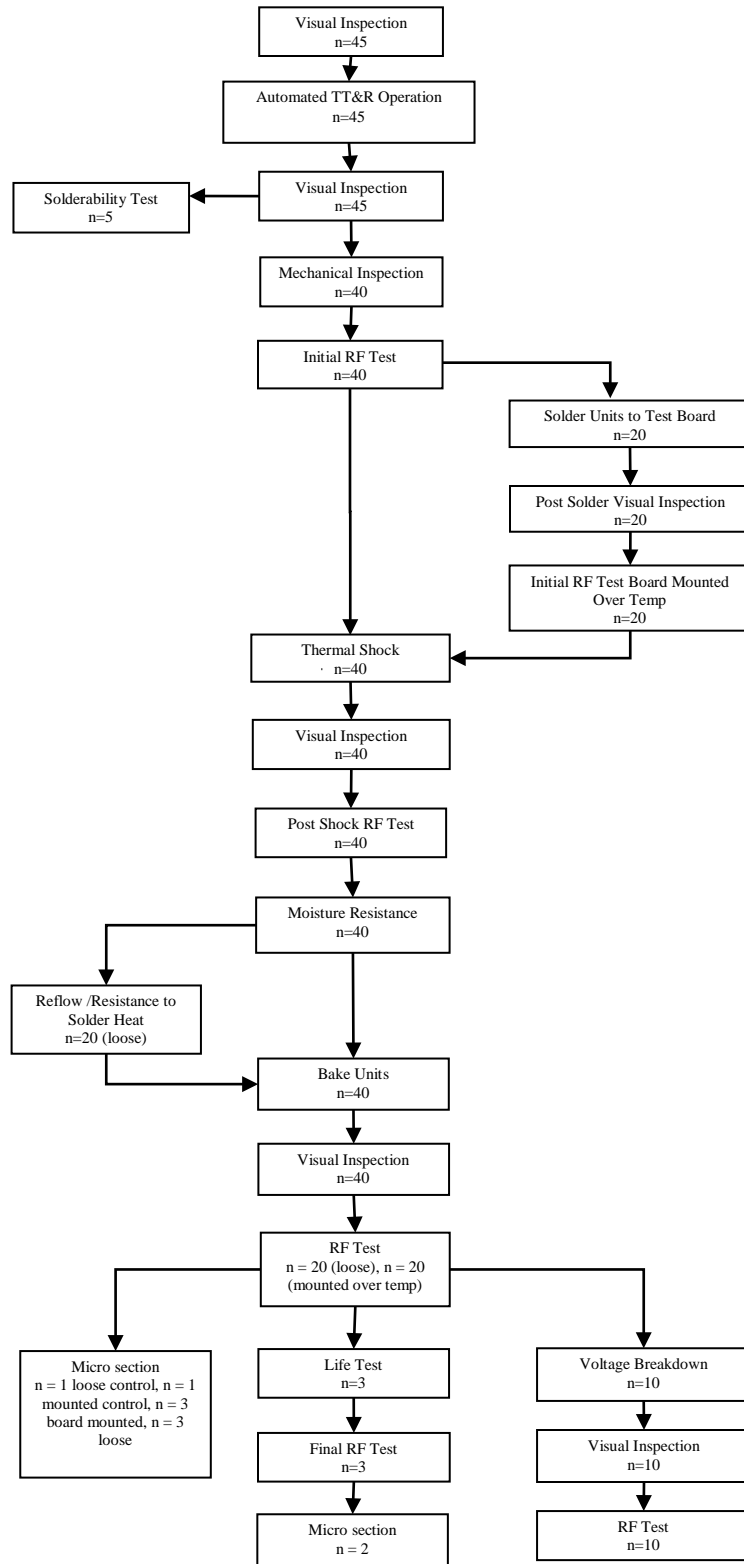 Visual Inspection
n=45
Automated TT&R Operation
n=45
Visual Inspection
n=45
Solderability Test
n=5
Mechanical Inspection
n=40
Initial RF Test
n=40
Solder Units to Test Board
n=20
Post Solder Visual Inspection
n=20
Initial RF Test Board Mounted
Over Temp
n=20
Thermal Shock
n=40
Visual Inspection
n=40
Post Shock RF Test
n=40
Moisture Resistance
n=40
Reflow /Resistance to
Solder Heat
n=20 (loose)
Bake Units
n=40
Visual Inspection
n=40
RF Test
n = 20 (loose), n = 20
(mounted over temp)
Micro section
n = 1 loose control, n = 1
mounted control, n = 3
board mounted, n = 3
loose
Life Test
n=3
Final RF Test
n=3
Micro section
n = 2
Voltage Breakdown
n=10
Visual Inspection
n=10
RF Test
n=10